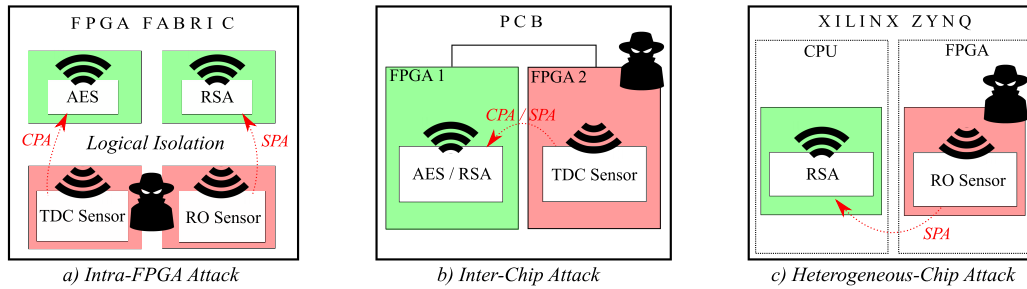 FPGA FABRIC
AES
RSA
CPA
SPA
Logical Isolation
TDC Sensor
RO Sensor
a) Intra-FPGA Attack
PCB
FPGA 1
FPGA 2
CPA / SPA
AES / RSA
TDC Sensor
b) Inter-Chip Attack
XILINX ZYNQ
CPU
FPGA
RSA
RO Sensor
SPA
c) Heterogeneous-Chip Attack